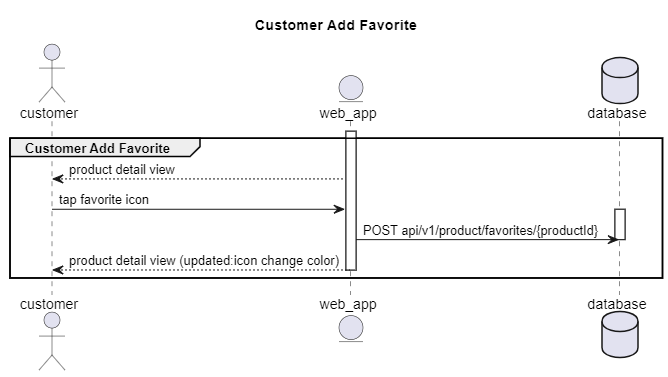 Customer Add Favorite
customer
web_app
database
Customer Add Favorite
product detail view
tap favorite icon
POST api/v1/product/favorites/{productId}
product detail view (updated:icon change color)
customer
web_app
database